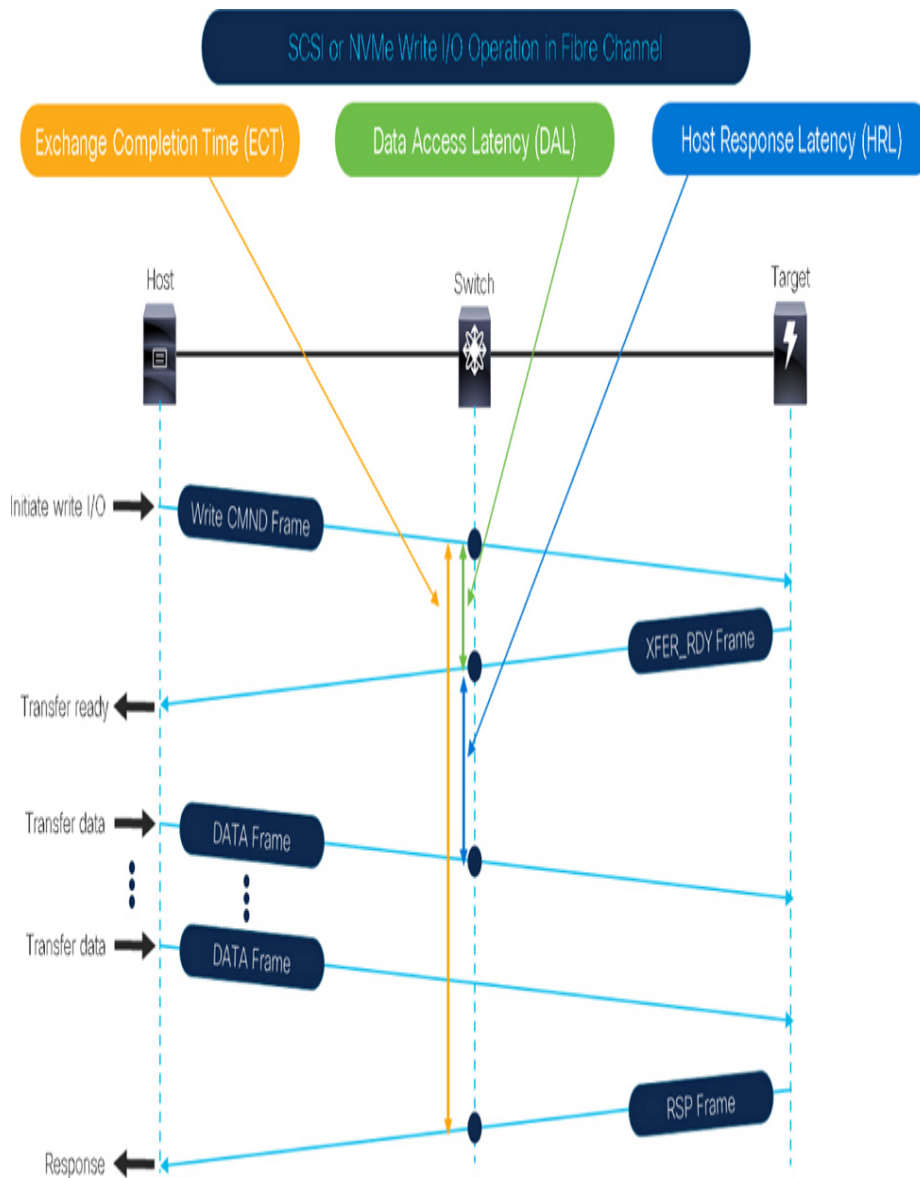 SCSI or NVMe Write I/O Operation in Fibre Channel
Exchange Completion Time (ECT)
Data Access Latency (DAL)
Host Response Latency (HRL)
Host
Switch
Target
Initiate write I/O
Write CMND Frame
XFER_RDY Frame
Transfer ready
Transfer data
DATA Frame
Transfer data
DATA Frame
RSP Frame
Response